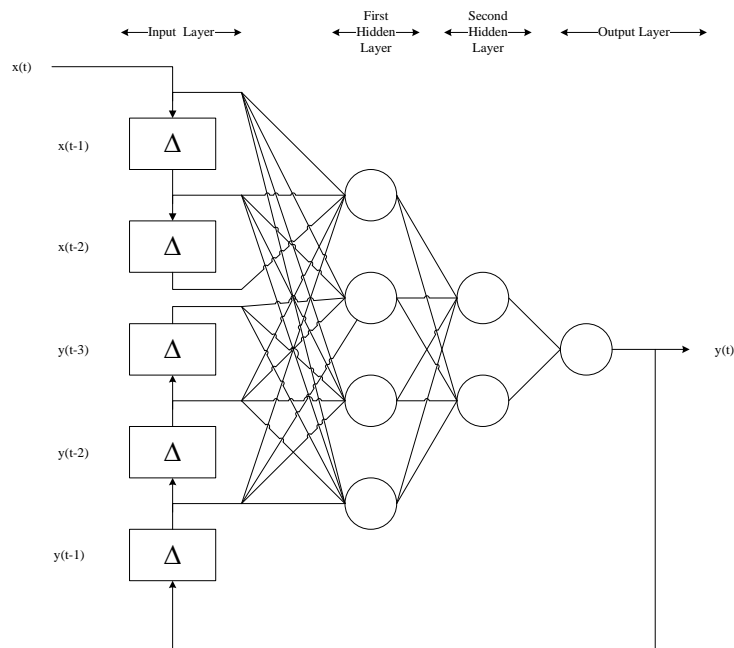 Input Layer
First
Hidden
Layer
Second
Hidden
Layer
Output Layer
x(t)
x(t-1)
Δ
x(t-2)
Δ
y(t-3)
Δ
y(t)
y(t-2)
Δ
y(t-1)
Δ